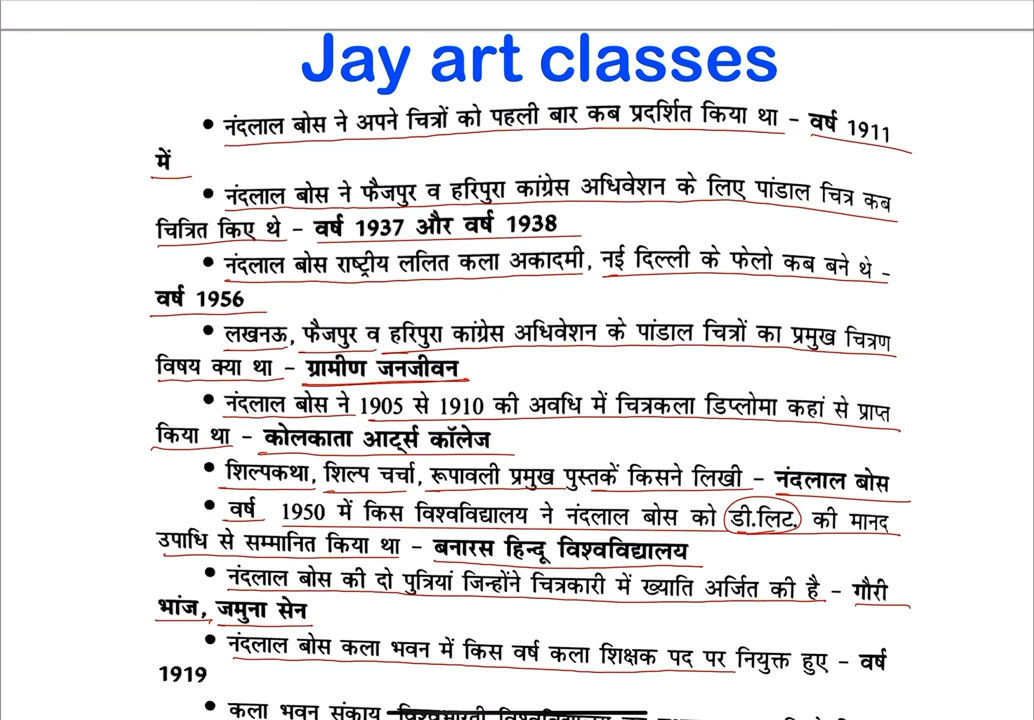 Jay art classes
• नंदलाल बोस ने अपने चित्रों को पहली बार कब प्रदर्शित किया था – वर्ष 1911
में
• नंदलाल बोस ने फैजपुर व हरिपुरा कांग्रेस अधिवेशन के लिए पांडाल चित्र कब
चित्रित किए थे – वर्ष 1937 और वर्ष 1938
• नंदलाल बोस राष्ट्रीय ललित कला अकादमी, नई दिल्ली के फेलो कब बने थे –
वर्ष 1956
• लखनऊ, फैजपुर व हरिपुरा कांग्रेस अधिवेशन के पांडाल चित्रों का प्रमुख चित्रण
विषय क्या था – ग्रामीण जनजीवन
• नंदलाल बोस ने 1905 से 1910 की अवधि में चित्रकला डिप्लोमा कहां से प्राप्त
किया था – कोलकाता आर्ट्स कॉलेज
• शिल्पकथा, शिल्प चर्चा, रूपावली प्रमुख पुस्तकें किसने लिखी – नंदलाल बोस
• वर्ष 1950 में किस विश्वविद्यालय ने नंदलाल बोस को डी.लिट. की मानद
उपाधि से सम्मानित किया था – बनारस हिन्दू विश्वविद्यालय
• नंदलाल बोस की दो पुत्रियां जिन्होंने चित्रकारी में ख्याति अर्जित की है – गौरी
भांज, जमुना सेन
• नंदलाल बोस कला भवन में किस वर्ष कला शिक्षक पद पर नियुक्त हुए – वर्ष
1919
• कला भवन संकाय